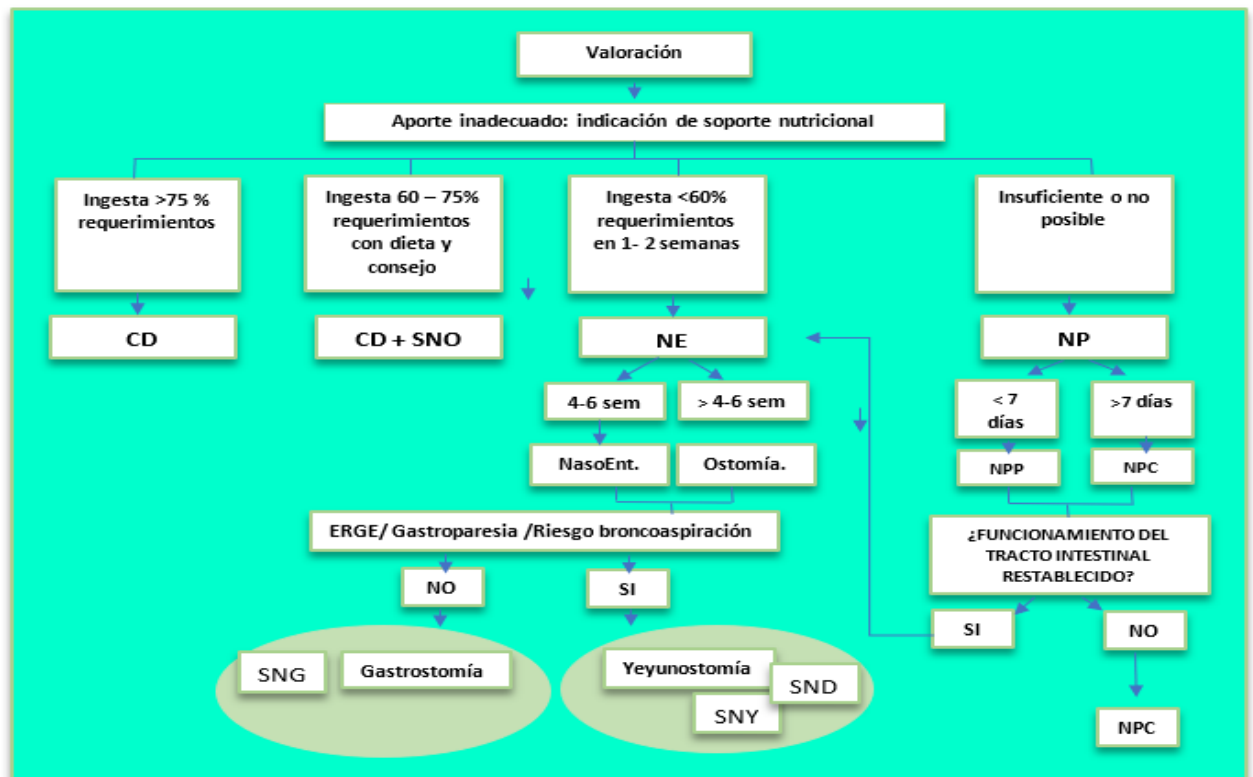 Valoración
Aporte inadecuado: indicación de soporte nutricional
Ingesta >75 %
requerimientos
Ingesta 60 – 75%
requerimientos
con dieta y
consejo
Ingesta <60%
requerimientos
en 1- 2 semanas
Insuficiente o no
posible
CD
CD + SNO
NE
NP
4-6 sem
> 4-6 sem
< 7
días
>7 días
NasoEnt.
Ostomía.
NPP
NPC
ERGE/ Gastroparesia /Riesgo broncoaspiración
¿FUNCIONAMIENTO DEL
TRACTO INTESTINAL
RESTABLECIDO?
NO
SI
SI
NO
SNG
Gastrostomía
Yeyunostomía
SND
SNY
NPC